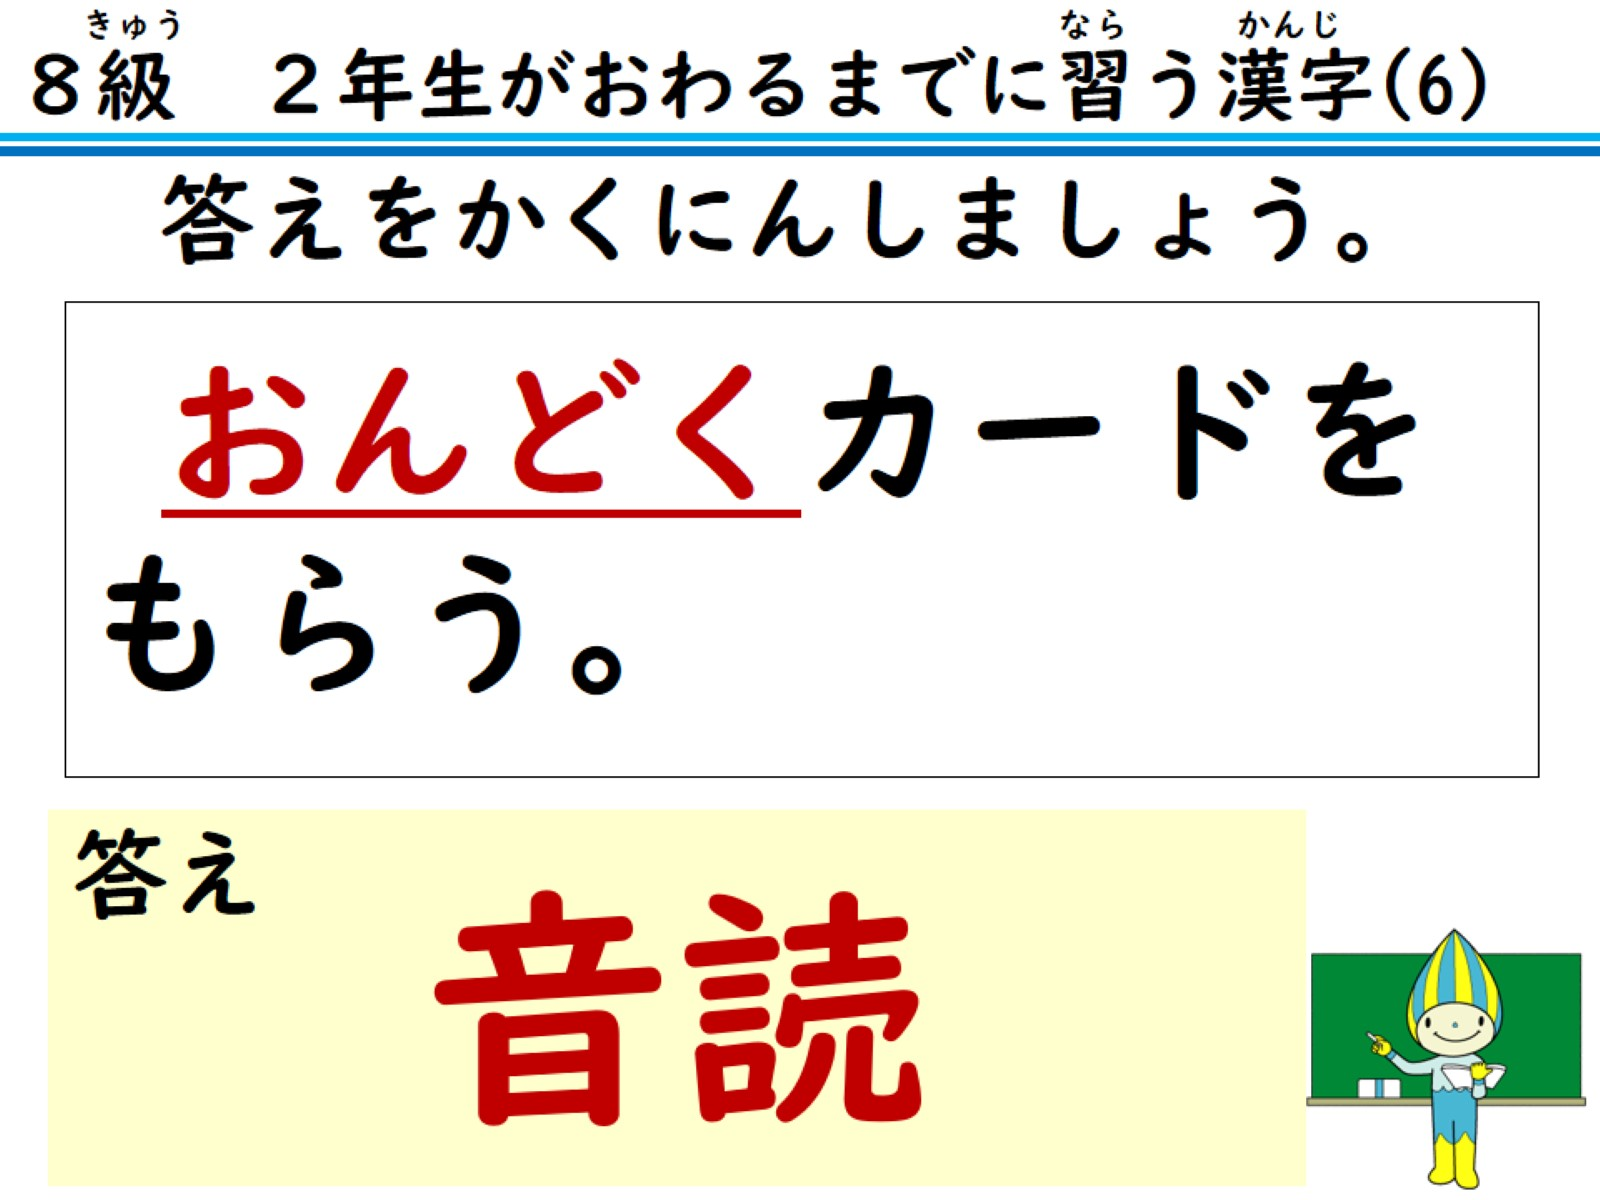 きゅう なら かんじ
８級　２年生がおわるまでに習う漢字(6)
答えをかくにんしましょう。
おんどくカードを
もらう。
答え
音読